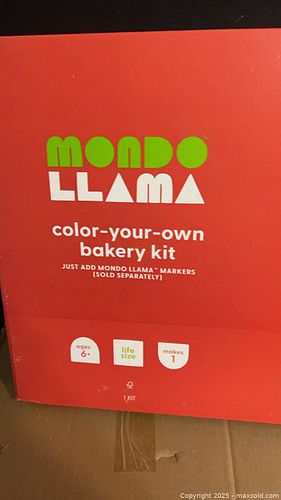 MONDO
LLAMA™
color-your-own
bakery kit
JUST ADD MONDO LLAMA™ MARKERS
(SOLD SEPARATELY)
ages
6+
life
size
makes
1
1 KIT
Copyright © 2025 - maxsold.com